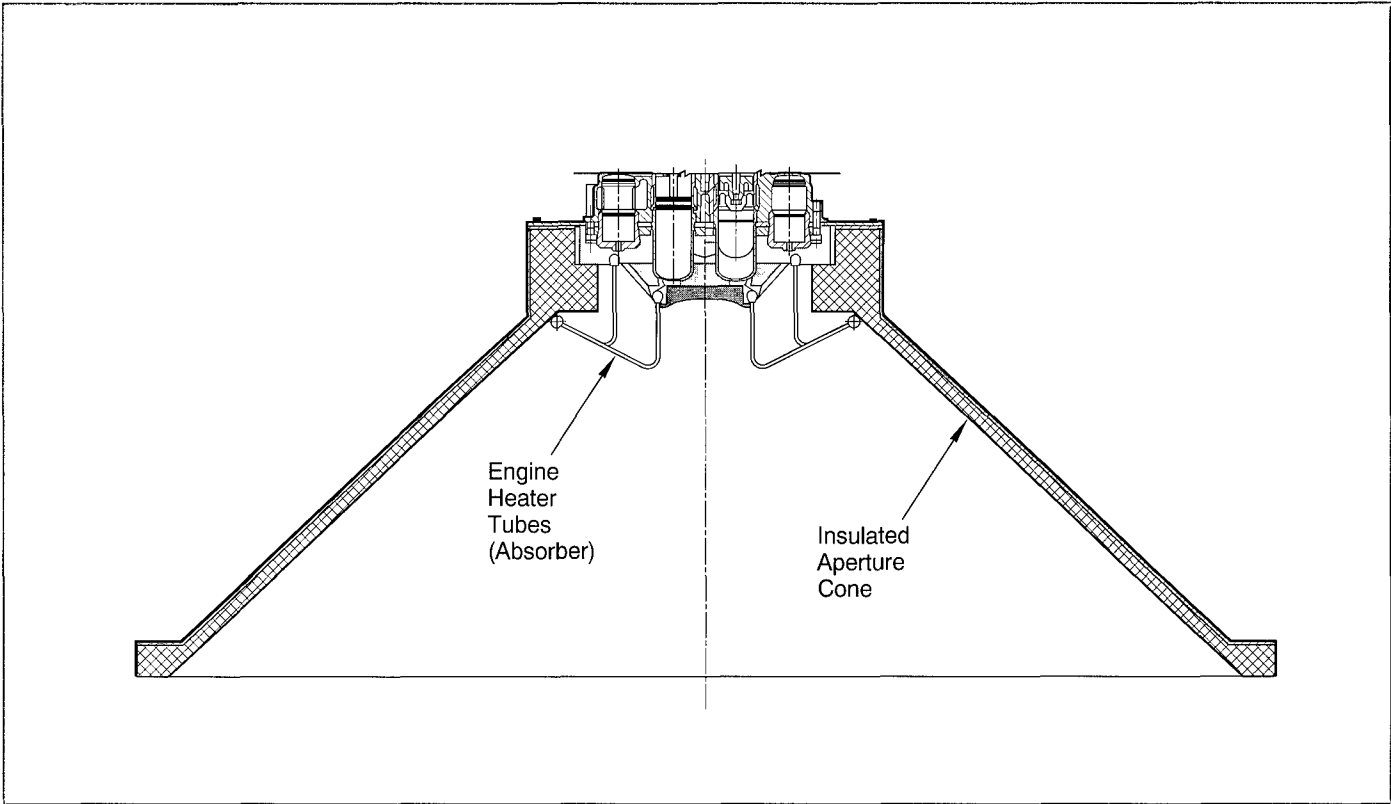 Engine
Heater
Tubes
(Absorber)
Insulated
Aperture
Cone